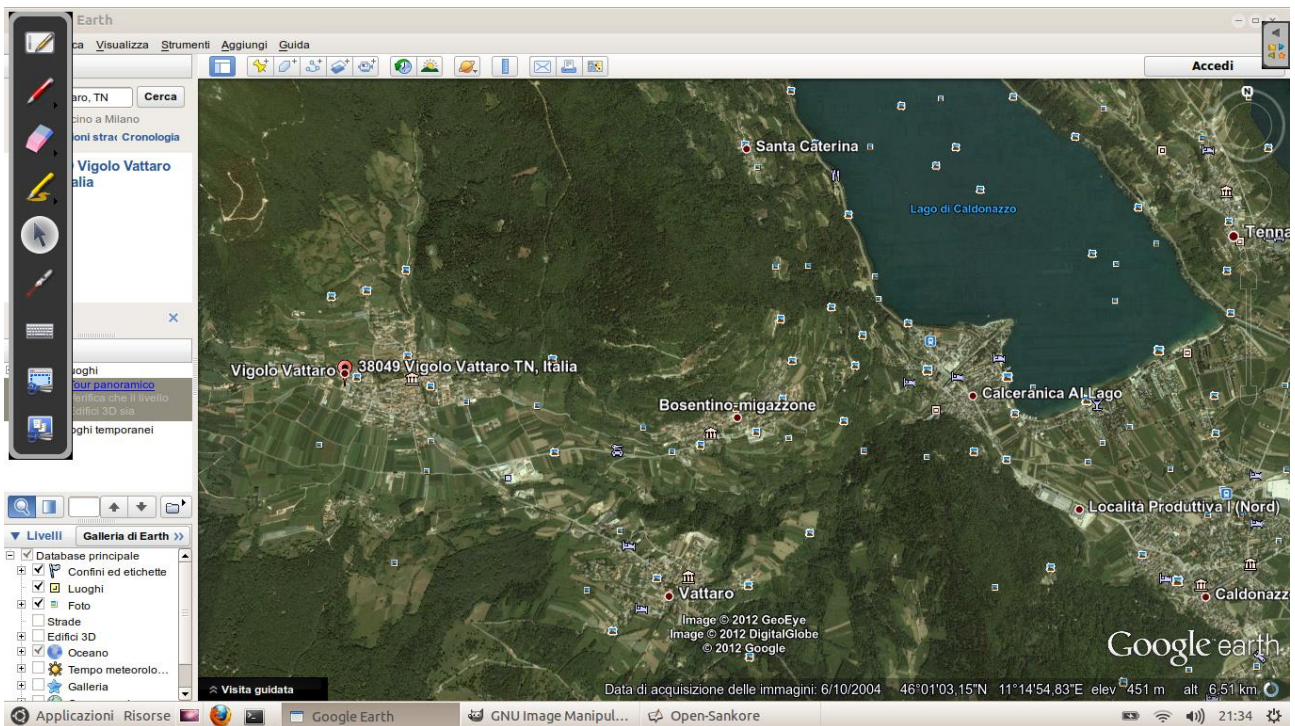 Earth
ca Visualizza Strumenti Aggiungi Guida
Accedi
aro, TN Cerca
cino a Milano
ioni strac Cronologia
Vigolo Vattaro
alia
uoghi
Tour panoramico
Verifica che il livello
Edifici 3D sia
oghi temporanei
Livelli Galleria di Earth >>
Database principale
Confini ed etichette
Luoghi
Foto
Strade
Edifici 3D
Oceano
Tempo meteorolo...
Galleria
N
Santa Caterina
Lago di Caldonazzo
Tenna
Vigolo Vattaro
38049 Vigolo Vattaro TN, Italia
Bosentino-migazzone
Calceranica Al Lago
Località Produttiva I (Nord)
Vattaro
Caldonazz
Image © 2012 GeoEye
Image © 2012 DigitalGlobe
© 2012 Google
Google earth
Visita guidata
Data di acquisizione delle immagini: 6/10/2004 46°01'03,15"N 11°14'54,83"E elev 451 m alt 6.51 km
Applicazioni Risorse Google Earth GNU Image Manipul... Open-Sankore 21:34